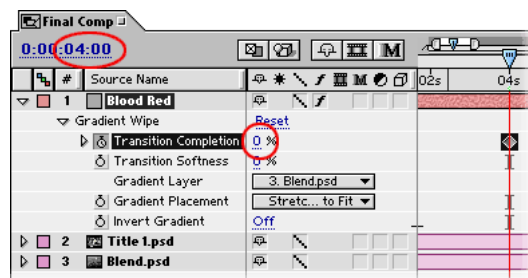 Final Comp
0:00:04:00
# Source Name 02s 04s
1 Blood Red
Gradient Wipe Reset
Transition Completion 0 %
Transition Softness 0 %
Gradient Layer 3. Blend.psd
Gradient Placement Stretc... to Fit
Invert Gradient Off
2 Title 1.psd
3 Blend.psd